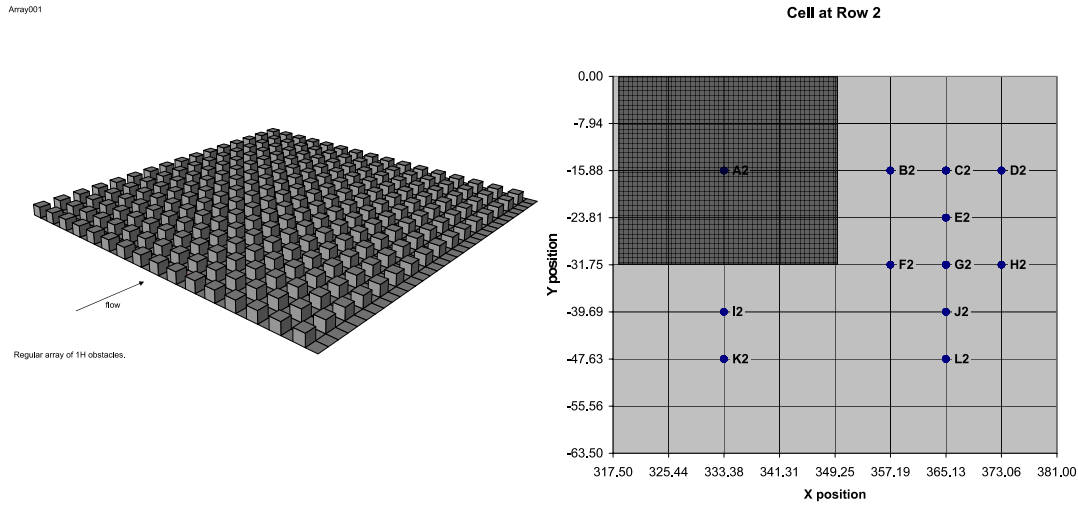 Array001
flow
Regular array of 1H obstacles.
Cell at Row 2
Y position
0.00
-7.94
-15.88
-23.81
-31.75
-39.69
-47.63
-55.56
-63.50
A2
B2
C2
D2
E2
F2
G2
H2
I2
J2
K2
L2
317.50 325.44 333.38 341.31 349.25 357.19 365.13 373.06 381.00
X position